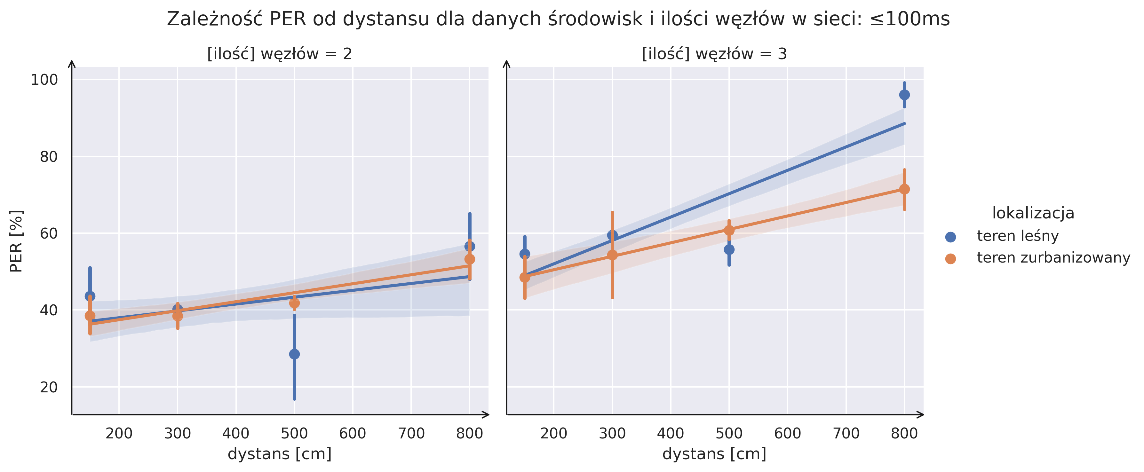 Zależność PER od dystansu dla danych środowisk i ilości węzłów w sieci: ≤100ms
[ilość] węzłów = 2
[ilość] węzłów = 3
100
80
60
40
20
PER [%]
200 300 400 500 600 700 800
dystans [cm]
200 300 400 500 600 700 800
dystans [cm]
lokalizacja
teren leśny
teren zurbanizowany